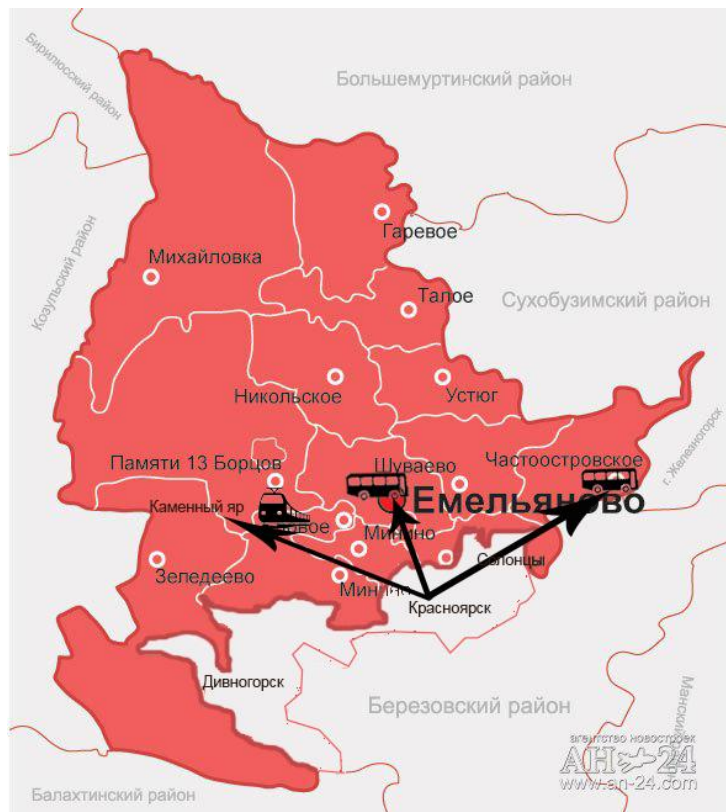 Бирилюсский район
Большемуртинский район
Гаревое
Козульский район
Михайловка
Талое
Сухобузимский район
Никольское
Устюг
Памяти 13 Борцов
Шуваево
Частоостровское
г. Железногорск
Каменный яр
Емельяново
Минино
Солонцы
Зеледеево
Красноярск
Дивногорск
Березовский район
агентство новостроек
АН 24
www.an-24.com
Балахтинский район